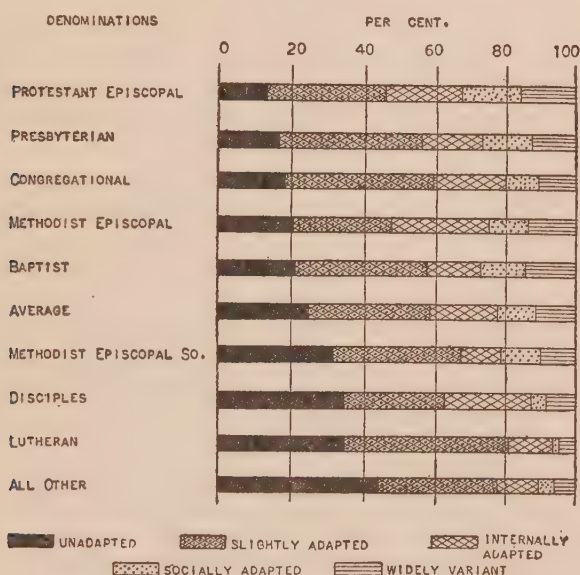 DENOMINATIONS PER CENT.
0 20 40 60 80 100
PROTESTANT EPISCOPAL
PRESBYTERIAN
CONGREGATIONAL
METHODIST EPISCOPAL
BAPTIST
AVERAGE
METHODIST EPISCOPAL SO.
DISCIPLES
LUTHERAN
ALL OTHER
UNADAPTED SLIGHTLY ADAPTED INTERNALLY
ADAPTED
SOCIALLY ADAPTED WIDELY VARIANT